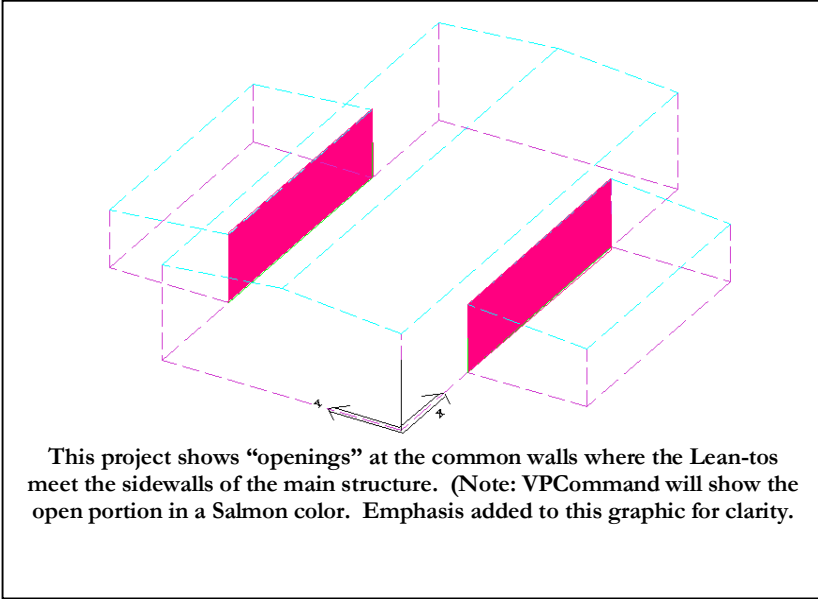 This project shows “openings” at the common walls where the Lean-tos
meet the sidewalls of the main structure.  (Note: VPCommand will show the
open portion in a Salmon color.  Emphasis added to this graphic for clarity.